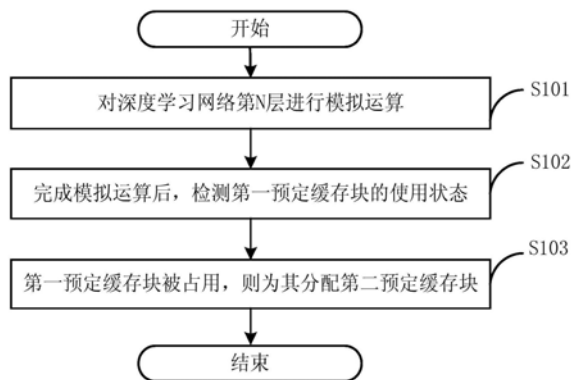 开始
对深度学习网络第N层进行模拟运算
S101
完成模拟运算后，检测第一预定缓存块的使用状态
S102
第一预定缓存块被占用，则为其分配第二预定缓存块
S103
结束